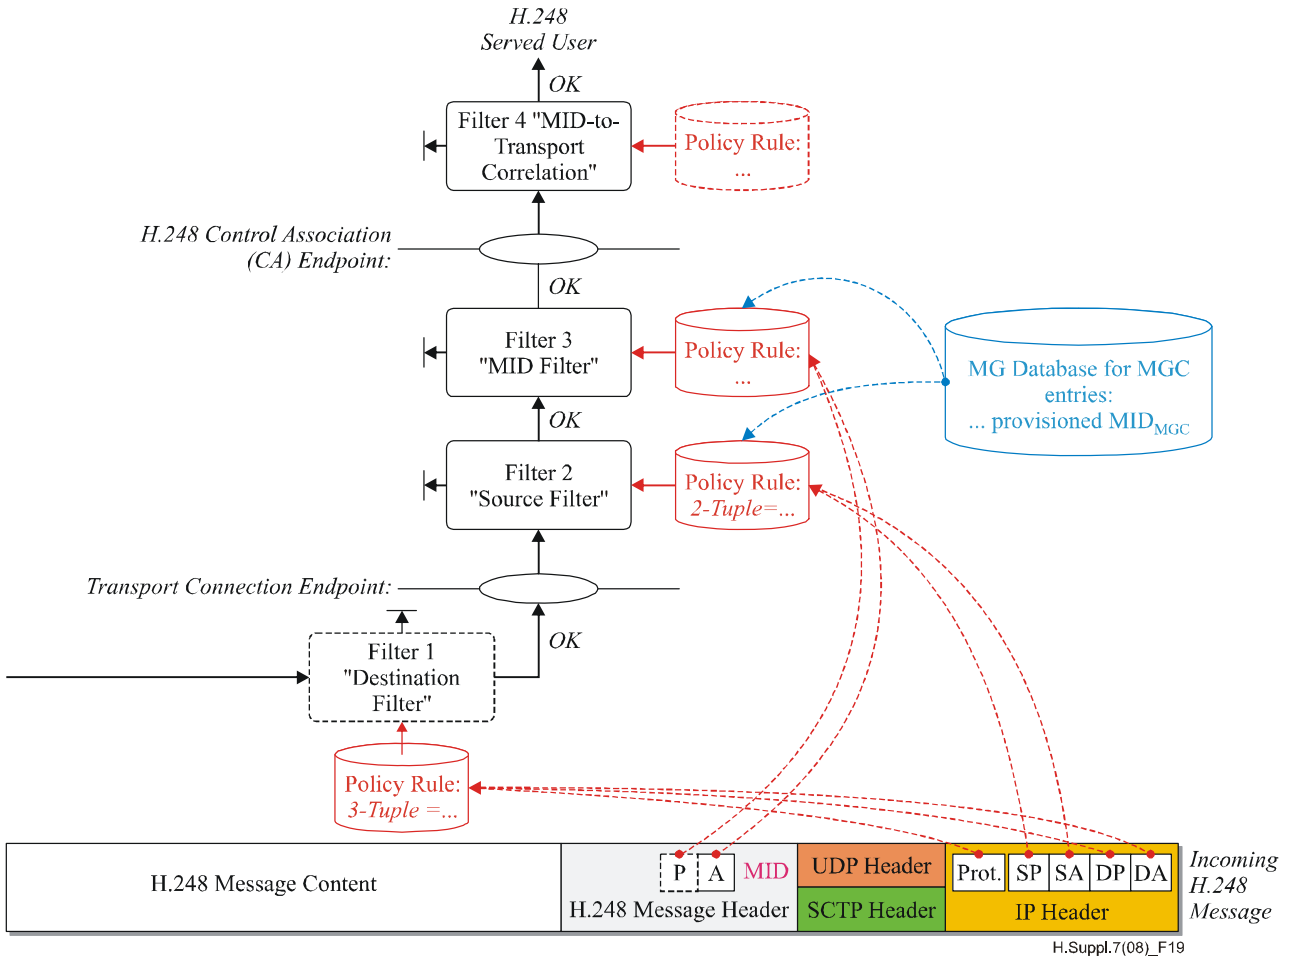 H.248
Served User
OK
Filter 4 "MID-to-
Transport
Correlation"
Policy Rule:
...
H.248 Control Association
(CA) Endpoint:
OK
Filter 3
"MID Filter"
Policy Rule:
...
MG Database for MGC
entries:
... provisioned MIDMGC
OK
Filter 2
"Source Filter"
Policy Rule:
2-Tuple=...
Transport Connection Endpoint:
OK
Filter 1
"Destination
Filter"
Policy Rule:
3-Tuple =...
H.248 Message Content
P A MID
H.248 Message Header
UDP Header
SCTP Header
Prot. SP SA DP DA
IP Header
Incoming
H.248
Message
H.Suppl.7(08)_F19